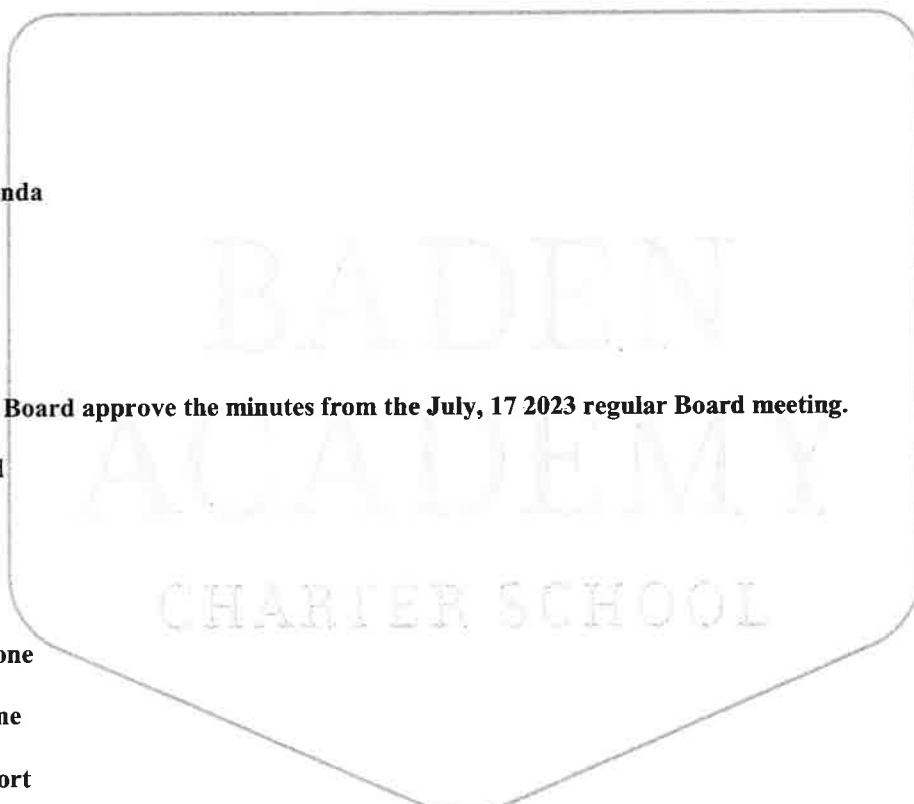 nda
BADEN
Board approve the minutes from the July, 17 2023 regular Board meeting.
ACADEMY
l
CHARTER SCHOOL
one
ne
ort